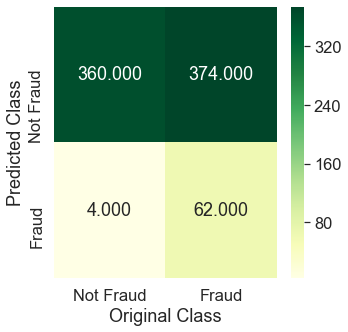 Predicted Class
Not Fraud
Fraud
360.000
374.000
4.000
62.000
Not Fraud
Fraud
Original Class
320
240
160
80